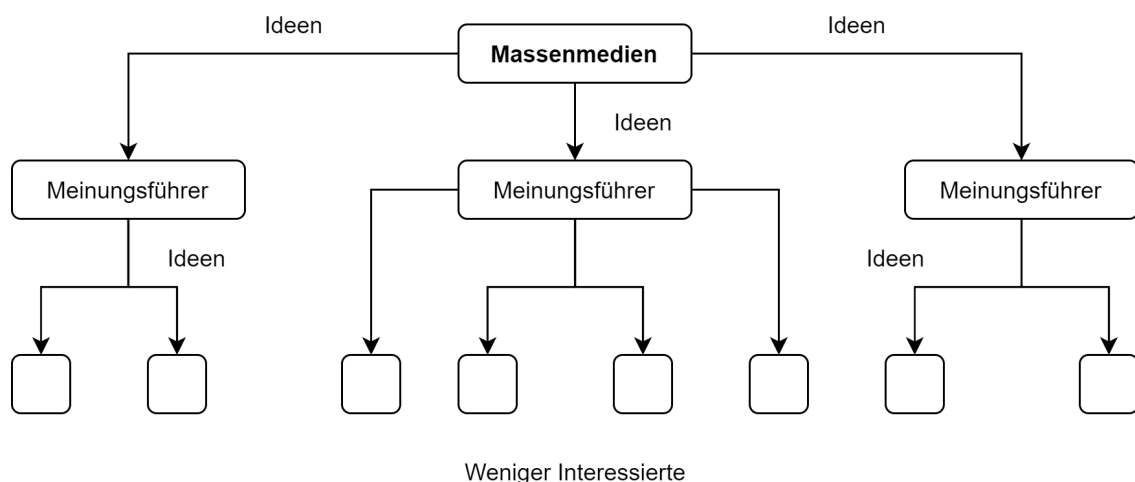 Ideen
Massenmedien
Ideen
Ideen
Meinungsführer
Meinungsführer
Meinungsführer
Ideen
Ideen
Weniger Interessierte